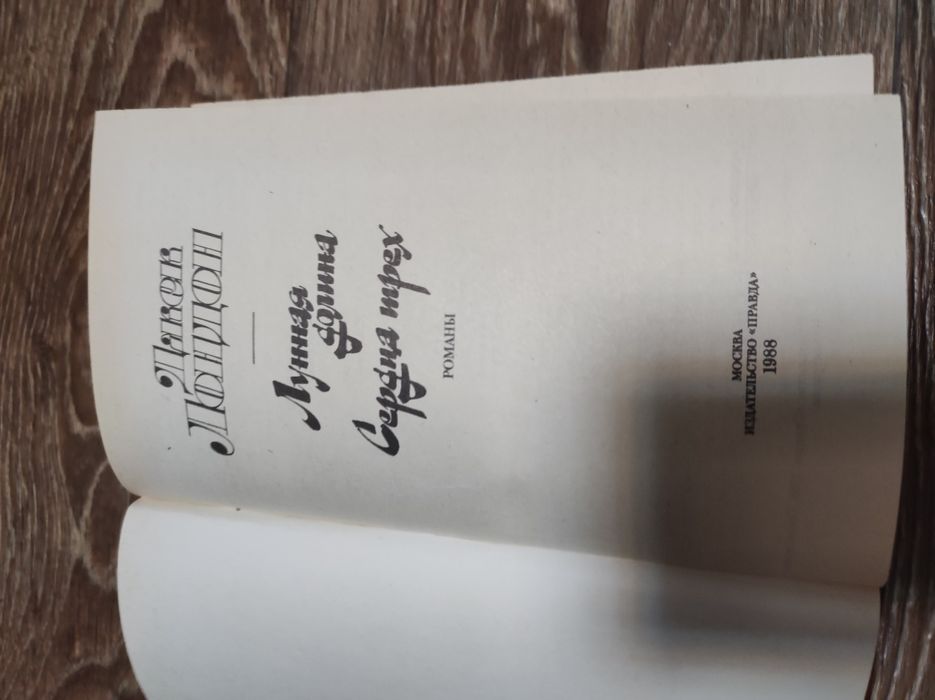 Джек
Лондон
Лунная
долина
Сердца трех
РОМАНЫ
МОСКВА
ИЗДАТЕЛЬСТВО «ПРАВДА»
1988